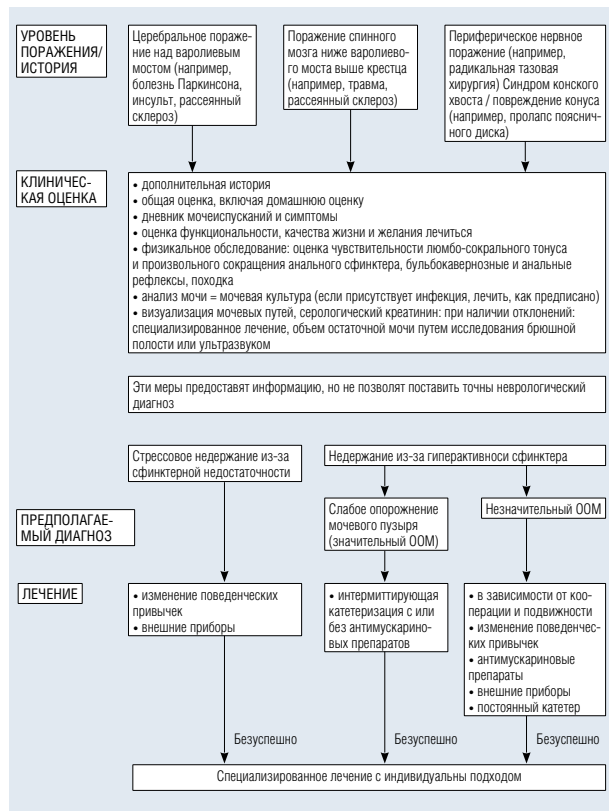 УРОВЕНЬ
ПОРАЖЕНИЯ/
ИСТОРИЯ
Церебральное пораже-
ние над варолиевым
мостом (например,
болезнь Паркинсона,
инсульт, рассеянный
склероз)
Поражение спинного
мозга ниже варолиево-
го моста выше крестца
(например, травма,
рассеянный склероз)
Периферическое нервное
поражение (например,
радикальная тазовая
хирургия) Синдром конского
хвоста / повреждение конуса
(например, пролапс пояснич-
ного диска)
КЛИНИЧЕС-
КАЯ ОЦЕНКА
• дополнительная история
• общая оценка, включая домашнюю оценку
• дневник мочеиспусканий и симптомы
• оценка функциональности, качества жизни и желания лечиться
• физикальное обследование: оценка чувствительности люмбо-сокрального тонуса
и произвольного сокращения анального сфинктера, бульбокавернозные и анальные
рефлексы, походка
• анализ мочи = мочевая культура (если присутствует инфекция, лечить, как предписано)
• визуализация мочевых путей, серологический креатинин: при наличии отклонений:
специализированное лечение, объем остаточной мочи путем исследования брюшной
полости или ультразвуком
Эти меры предоставят информацию, но не позволят поставить точны неврологический
диагноз
Стрессовое недержание из-за
сфинктерной недостаточности
Недержание из-за гиперактивноси сфинктера
ПРЕДПОЛАГАЕ-
МЫЙ ДИАГНОЗ
Слабое опорожнение
мочевого пузыря
(значительный ООМ)
Незначительный ООМ
ЛЕЧЕНИЕ
• изменение поведенческих
привычек
• внешние приборы
• интермиттирующая
катетеризация с или
без антимускарино-
вых препаратов
• в зависимости от коо-
перации и подвижности
• изменение поведенчес-
ких привычек
• антимускариновые
препараты
• внешние приборы
• постоянный катетер
Безуспешно
Безуспешно
Безуспешно
Специализированное лечение с индивидуальны подходом